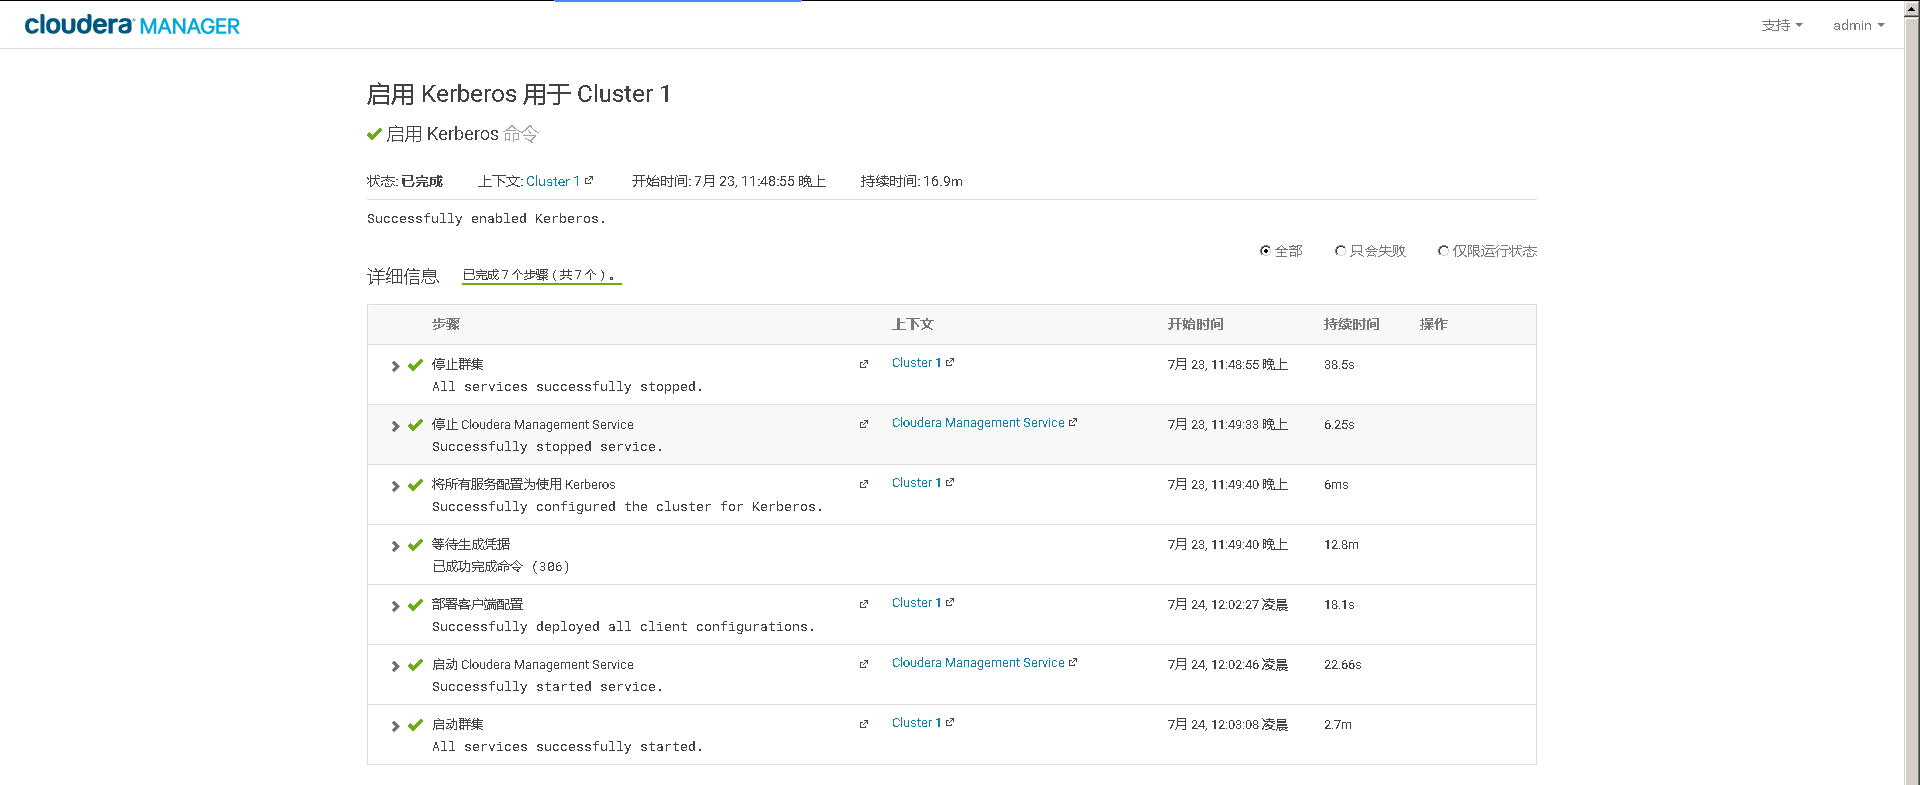 cloudera MANAGER 支持 admin
启用 Kerberos 用于 Cluster 1
启用 Kerberos 命令
状态: 已完成 上下文: Cluster 1 开始时间: 7月 23, 11:48:55 晚上 持续时间: 16.9m
Successfully enabled Kerberos.
全部 只会失败 仅限运行状态
详细信息 已完成 7 个步骤 ( 共 7 个 ) 。
步骤 上下文 开始时间 持续时间 操作
停止群集 Cluster 1 7月 23, 11:48:55 晚上 38.5s
All services successfully stopped.
停止 Cloudera Management Service Cloudera Management Service 7月 23, 11:49:33 晚上 6.25s
Successfully stopped service.
将所有服务配置为使用 Kerberos Cluster 1 7月 23, 11:49:40 晚上 6ms
Successfully configured the cluster for Kerberos.
等待生成凭据 7月 23, 11:49:40 晚上 12.8m
已成功完成命令 (306)
部署客户端配置 Cluster 1 7月 24, 12:02:27 凌晨 18.1s
Successfully deployed all client configurations.
启动 Cloudera Management Service Cloudera Management Service 7月 24, 12:02:46 凌晨 22.66s
Successfully started service.
启动群集 Cluster 1 7月 24, 12:03:08 凌晨 2.7m
All services successfully started.